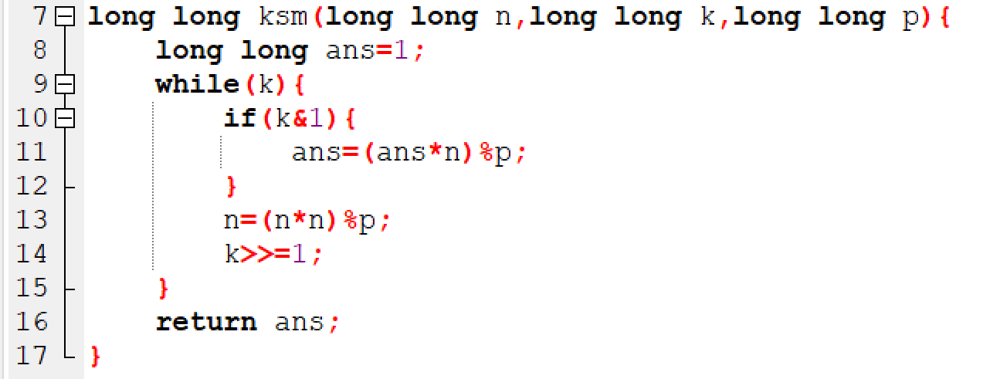 7 long long ksm(long long n,long long k,long long p){
8 long long ans=1;
9 while(k){
10 if(k&1){
11 ans=(ans*n)%p;
12 }
13 n=(n*n)%p;
14 k>>=1;
15 }
16 return ans;
17 }